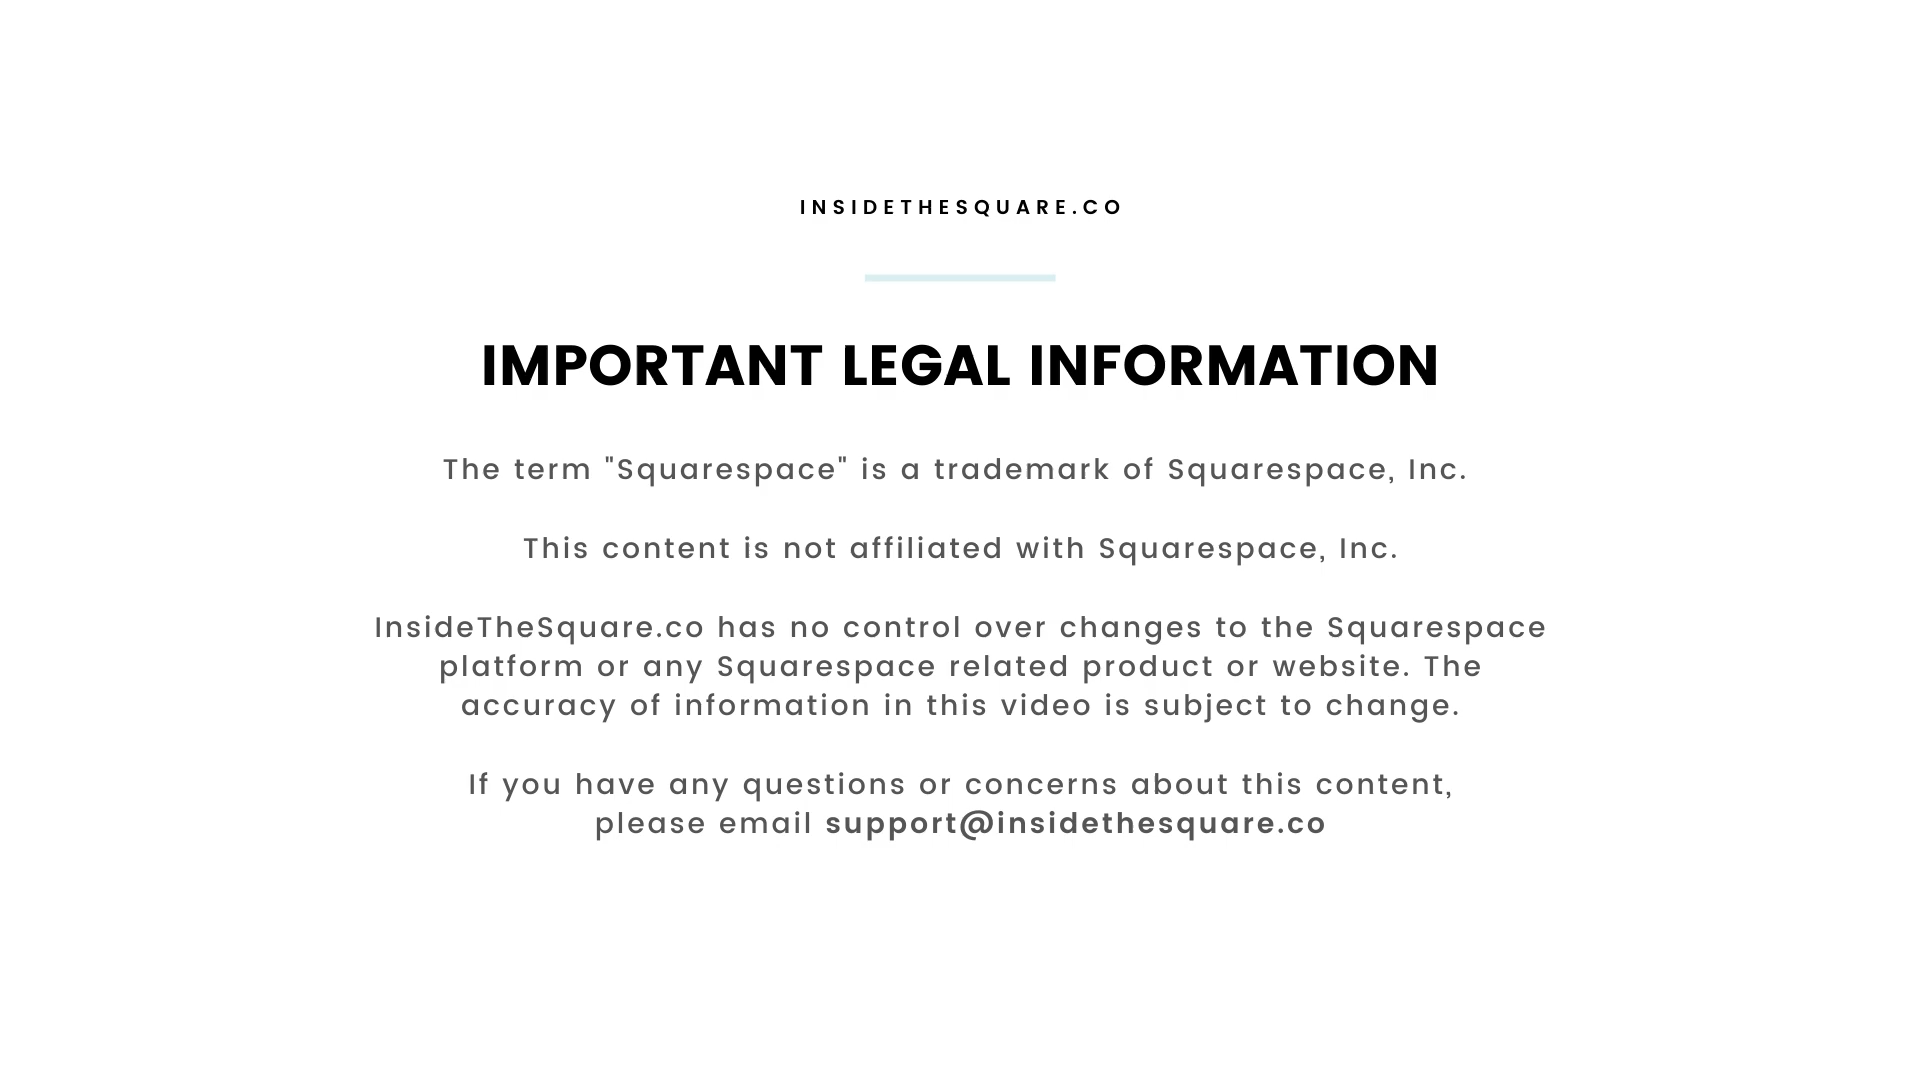 INSIDETHESQUARE.CO
IMPORTANT LEGAL INFORMATION
The term "Squarespace" is a trademark of Squarespace, Inc.
This content is not affiliated with Squarespace, Inc.
InsideTheSquare.co has no control over changes to the Squarespace
platform or any Squarespace related product or website. The
accuracy of information in this video is subject to change.
If you have any questions or concerns about this content,
please email support@insidethesquare.co